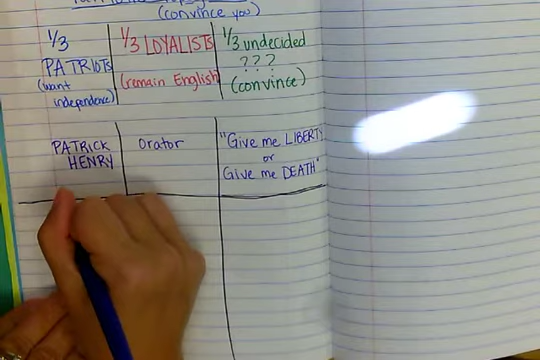 (convince you)
1/3
PATRIOTS
(want
independence)
1/3 LOYALISTS
(remain English)
1/3 undecided
???
(convince)
PATRICK
HENRY
Orator
"Give me LIBERTY
or
Give me DEATH"